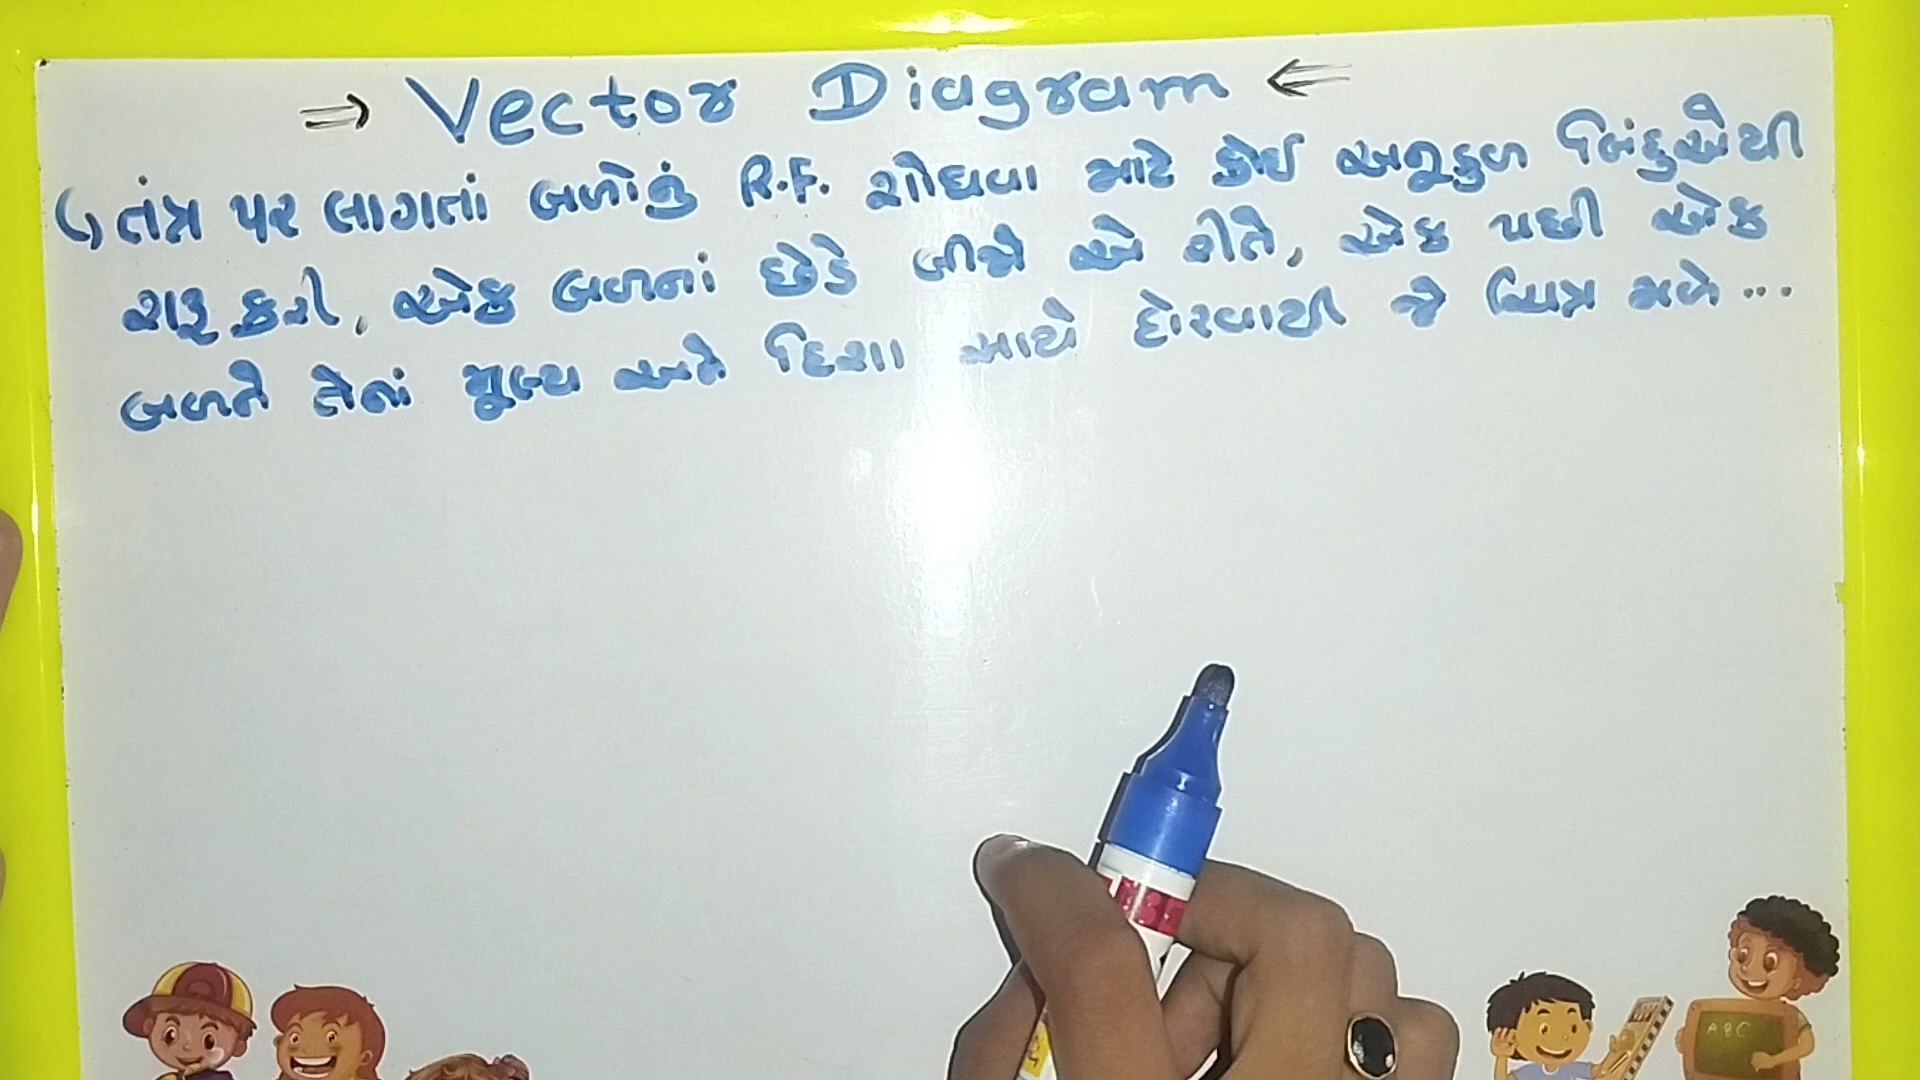 ⇒ Vector Diagram ⇐
↳ તંત્ર પર લાગતાં બળોનું R.F. શોધવા માટે કોઈ અનૂકુળ બિંદુએથી
શરૂ કરી, એક બળનાં છેડે બીજો એ રીતે, એક પછી એક
બળને તેનાં મુલ્ય અને દિશા સાથે દોરવાથી જે ચિત્ર મળે...
ABC